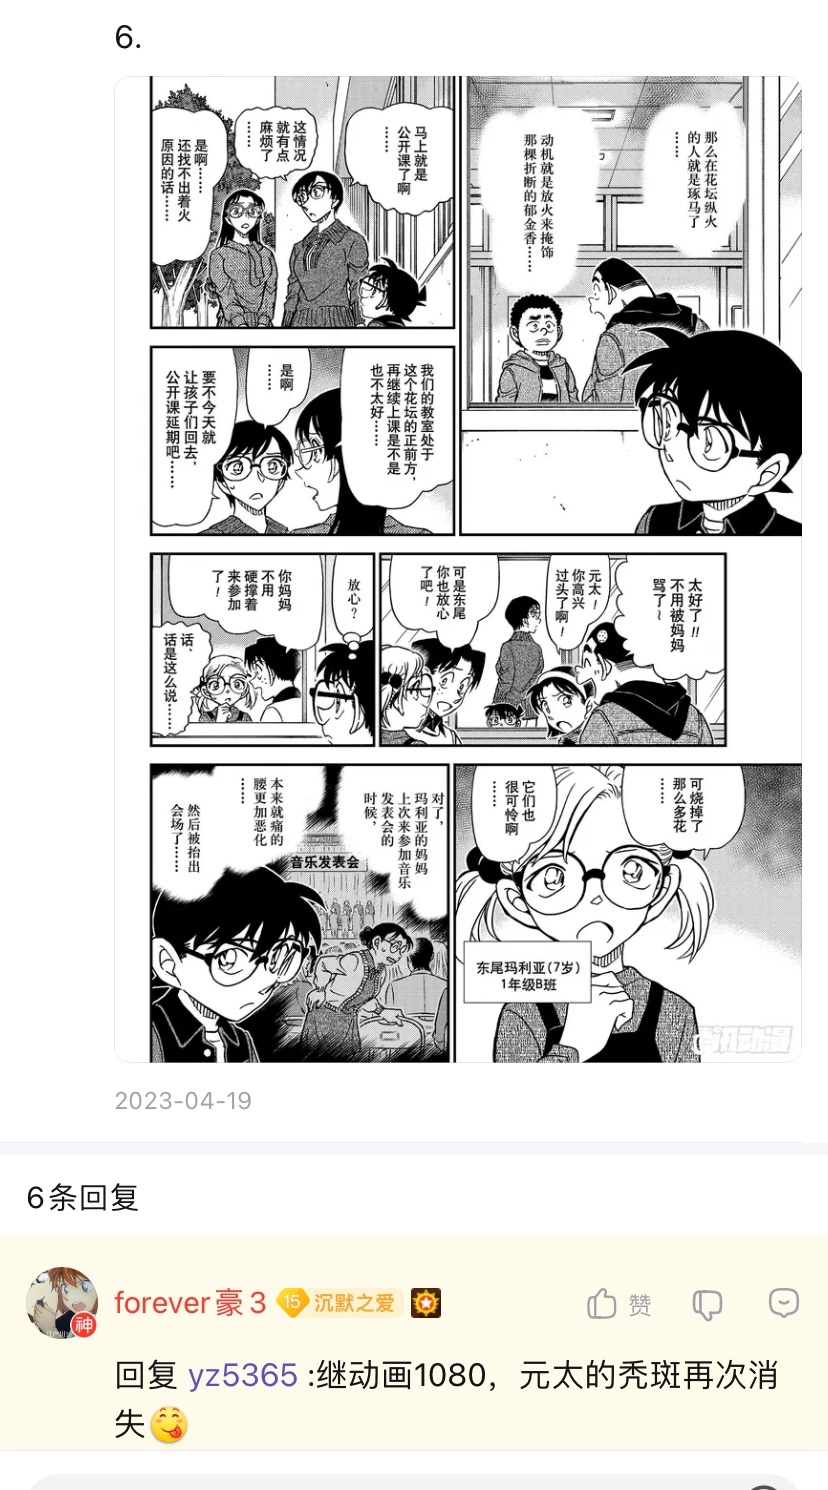 6.
那么在花坛纵火
的人就是琢马了
……
动机就是放火来掩饰
那棵折断的郁金香……
马上就是
公开课了啊
……
这情况
就有点
麻烦了
……
是啊……
还找不出着火
原因的话……
我们的教室处于
这个花坛的正前方，
再继续上课是不是
也不太好……
是啊
……
要不今天就
让孩子们回去，
公开课延期吧……
太好了!!
不用被妈妈
骂了～
元太！
你高兴
过头了啊！
可是东尾
你也放心
了吧！
放心？
你妈妈
不用
硬撑着
来参加
了！
话、
话是这么说……
可烧掉了
那么多花
……
它们也
很可怜啊
……
东尾玛利亚(7岁)
1年级B班
对了，
玛利亚的妈妈
上次来参加音乐
发表会的
时候，
音乐发表会
本来就痛的
腰更加恶化
……
然后被抬出
会场了……
2023-04-19
6条回复
forever豪3
15 沉默之爱
神
赞
回复 yz5365 :继动画1080，元太的秃斑再次消
失😋